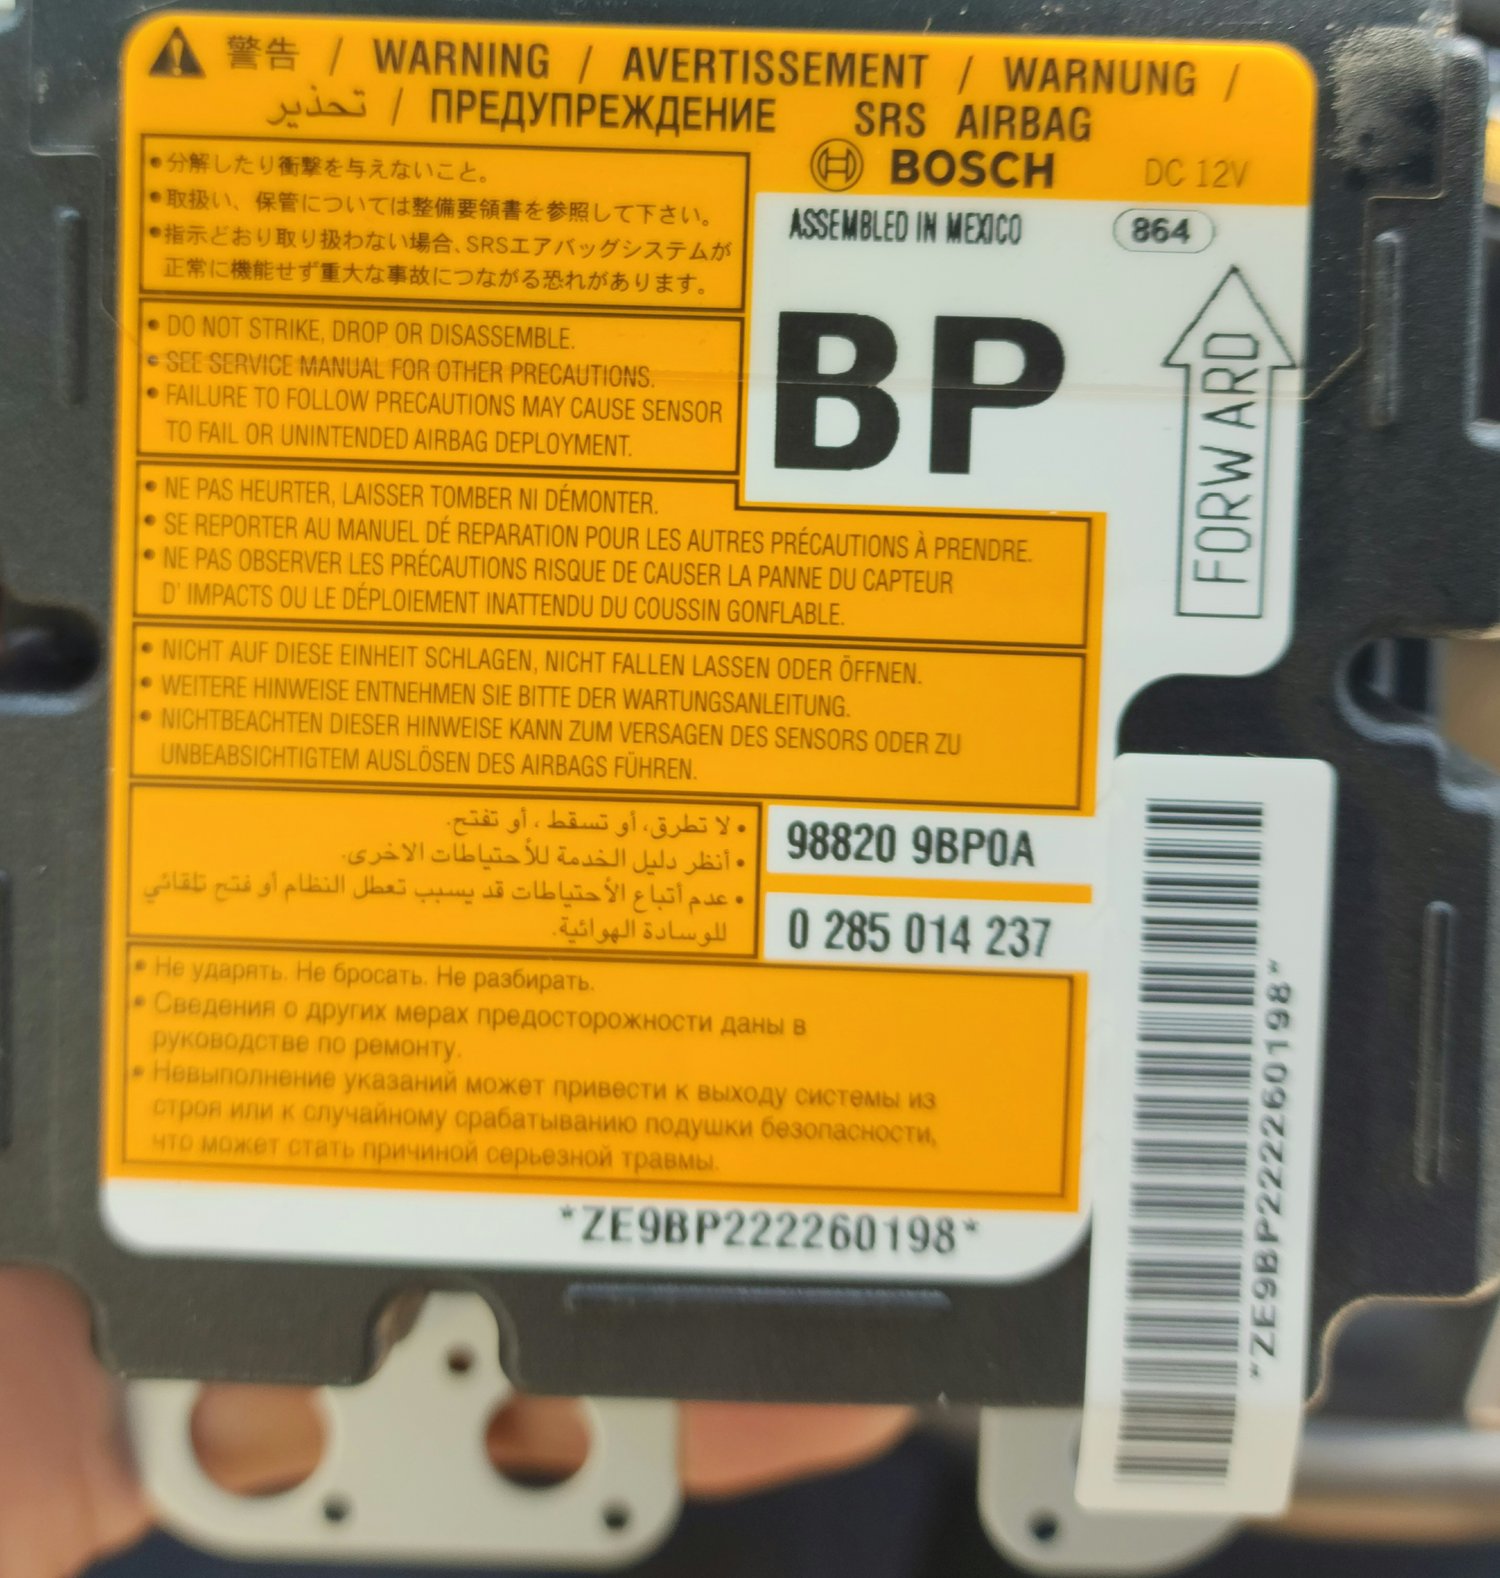 警告 / WARNING / AVERTISSEMENT / WARNUNG /
تحذير / ПРЕДУПРЕЖДЕНИЕ SRS AIRBAG
BOSCH DC 12V
•分解したり衝撃を与えないこと。
•取扱い、保管については整備要領書を参照して下さい。
•指示どおり取り扱わない場合、SRSエアバッグシステムが
正常に機能せず重大な事故につながる恐れがあります。
ASSEMBLED IN MEXICO 864
BP
FORWARD
• DO NOT STRIKE, DROP OR DISASSEMBLE.
• SEE SERVICE MANUAL FOR OTHER PRECAUTIONS.
• FAILURE TO FOLLOW PRECAUTIONS MAY CAUSE SENSOR
TO FAIL OR UNINTENDED AIRBAG DEPLOYMENT.
• NE PAS HEURTER, LAISSER TOMBER NI DÉMONTER.
• SE REPORTER AU MANUEL DÉ REPARATION POUR LES AUTRES PRÉCAUTIONS À PRENDRE.
• NE PAS OBSERVER LES PRÉCAUTIONS RISQUE DE CAUSER LA PANNE DU CAPTEUR
D' IMPACTS OU LE DÉPLOIEMENT INATTENDU DU COUSSIN GONFLABLE.
• NICHT AUF DIESE EINHEIT SCHLAGEN, NICHT FALLEN LASSEN ODER ÖFFNEN.
• WEITERE HINWEISE ENTNEHMEN SIE BITTE DER WARTUNGSANLEITUNG.
• NICHTBEACHTEN DIESER HINWEISE KANN ZUM VERSAGEN DES SENSORS ODER ZU
UNBEABSICHTIGTEM AUSLÖSEN DES AIRBAGS FÜHREN.
• لا تطرق، أو تسقط ، أو تفتح.
• أنظر دليل الخدمة للأحتياطات الاخرى.
• عدم أتباع الأحتياطات قد يسبب تعطل النظام أو فتح تلقائي
للوسادة الهوائية.
98820 9BP0A
0 285 014 237
• Не ударять. Не бросать. Не разбирать.
• Сведения о других мерах предосторожности даны в
руководстве по ремонту.
• Невыполнение указаний может привести к выходу системы из
строя или к случайному срабатыванию подушки безопасности,
что может стать причиной серьезной травмы.
*ZE9BP222260198*
*ZE9BP222260198*